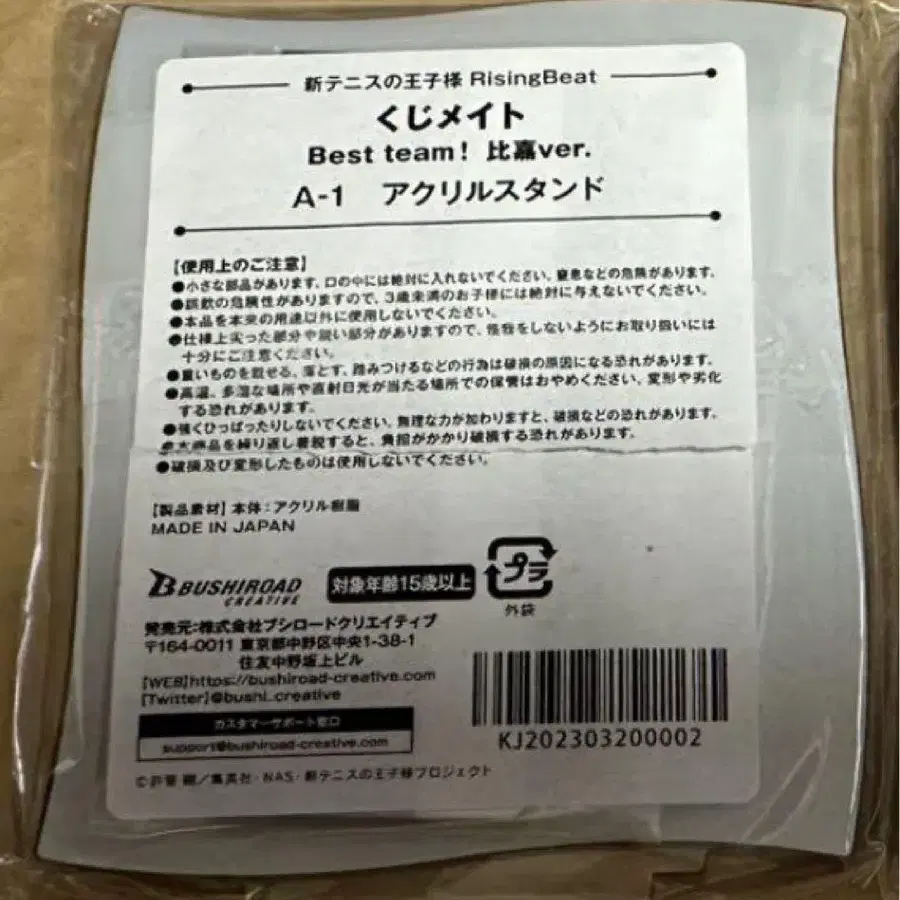 新テニスの王子様 RisingBeat
くじメイト
Best team! 比嘉ver.
A-1 アクリルスタンド
【使用上のご注意】
●小さな部品があります。口の中には絶対に入れないでください。窒息などの危険があります。
●誤飲の危険性がありますので、3歳未満のお子様には絶対に与えないでください。
●本品を本来の用途以外に使用しないでください。
●仕様上尖った部分や鋭い部分がありますので、怪我をしないようにお取り扱いには
十分にご注意ください。
●重いものを載せる、落とす、踏みつけるなどの行為は破損の原因になる恐れがあります。
●高温、多湿な場所や直射日光が当たる場所での保管はおやめください。変形や劣化
する恐れがあります。
●強くひっぱったりしないでください。無理な力が加わりますと、破損などの恐れがあります。
●本商品を繰り返し着脱すると、負担がかかり破損する恐れがあります。
●破損及び変形したものは使用しないでください。
【製品素材】本体：アクリル樹脂
MADE IN JAPAN
BUSHIROAD
CREATIVE
対象年齢15歳以上
プラ
外袋
発売元：株式会社ブシロードクリエイティブ
〒164-0011 東京都中野区中央1-38-1
住友中野坂上ビル
[WEB]https://bushiroad-creative.com
[Twitter]@bushi_creative
カスタマーサポート窓口
support@bushiroad-creative.com
KJ202303200002
©許斐 剛／集英社・NAS・新テニスの王子様プロジェクト